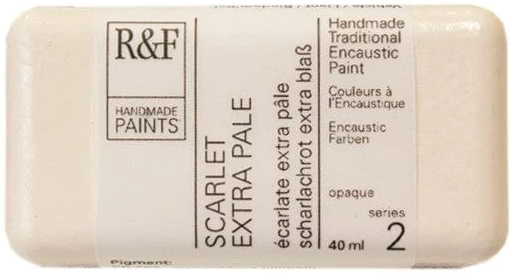 R&F
HANDMADE
PAINTS
SCARLET
EXTRA PALE
écarlate extra pâle
scharlachrot extra blaß
Handmade
Traditional
Encaustic
Paint
Couleurs à
l'Encaustique
Encaustic
Farben
opaque
series
40 ml 2
Pigment: